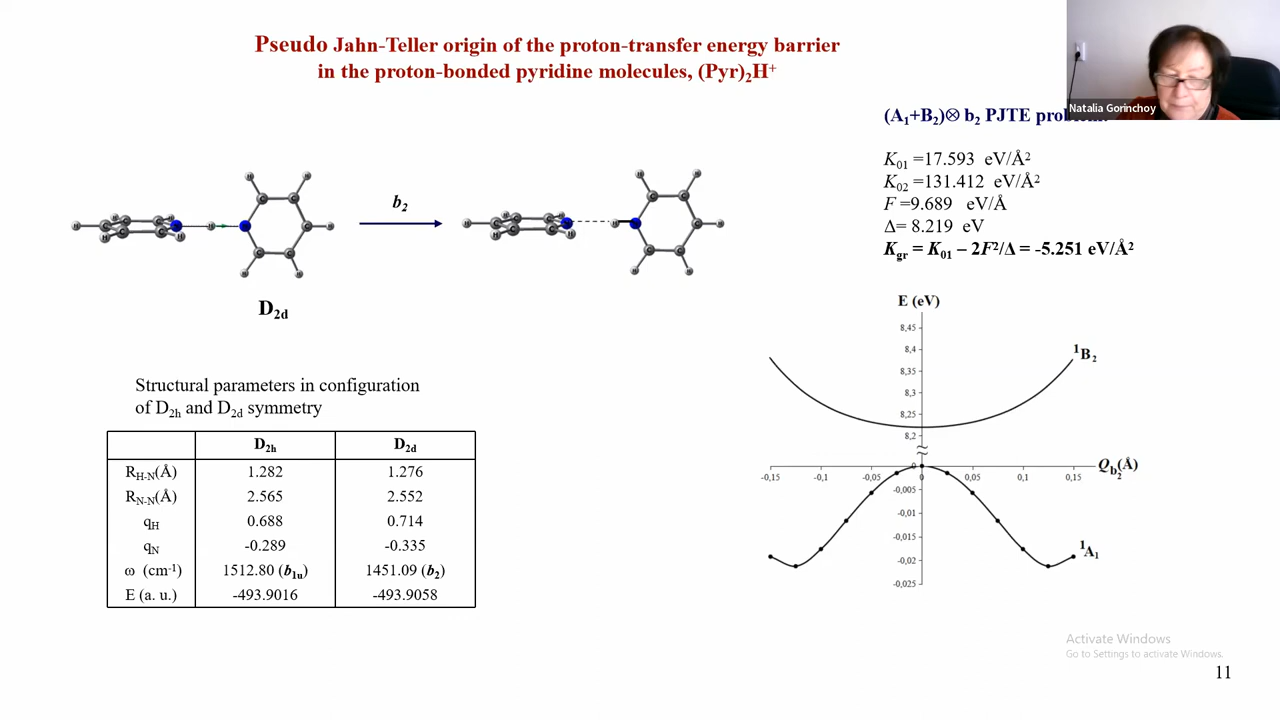 Pseudo Jahn-Teller origin of the proton-transfer energy barrier
in the proton-bonded pyridine molecules, (Pyr)₂H⁺
Natalia Gorinchoy
(A₁+B₂)⊗ b₂ PJTE
K₀₁ =17.593 eV/Å²
K₀₂ =131.412 eV/Å²
F =9.689 eV/Å
Δ= 8.219 eV
K_gr = K₀₁ – 2F²/Δ = -5.251 eV/Å²
b₂
D₂d
E (eV)
8,45
8,4
8,35
8,3
8,25
8,2
¹B₂
0
-0,15 -0,1 -0,05 0 0,05 0,1 0,15
Q_b₂(Å)
-0,005
-0,01
-0,015
-0,02
-0,025
¹A₁
Structural parameters in configuration
of D₂h and D₂d symmetry
D₂h D₂d
R_H-N(Å) 1.282 1.276
R_N-N(Å) 2.565 2.552
q_H 0.688 0.714
q_N -0.289 -0.335
ω (cm⁻¹) 1512.80 (b₁u) 1451.09 (b₂)
E (a. u.) -493.9016 -493.9058
Activate Windows
Go to Settings to activate Windows.
11